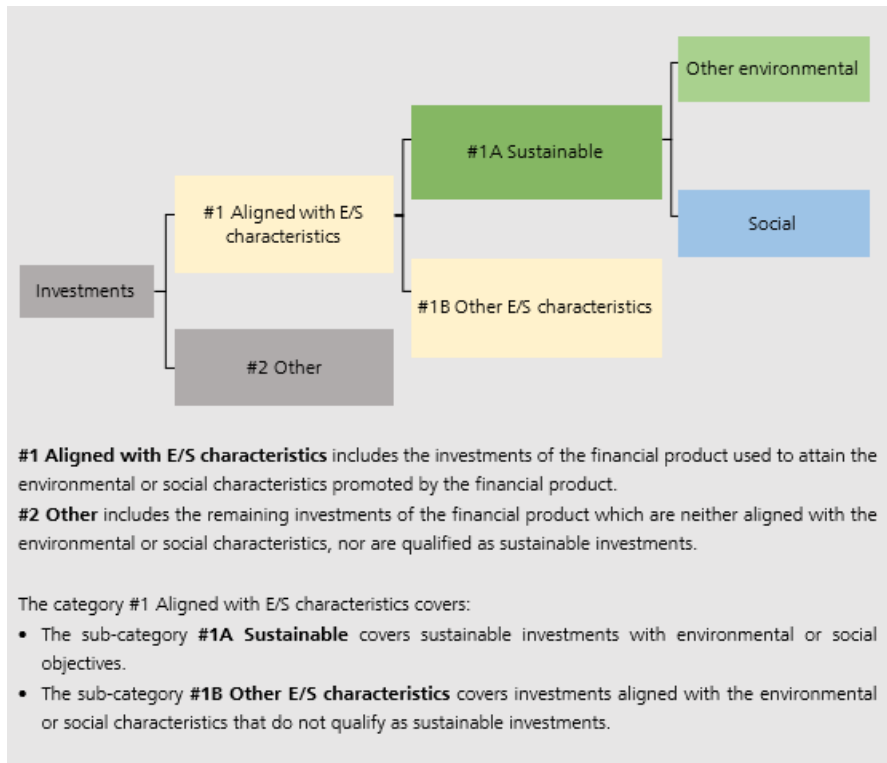 Other environmental
#1A Sustainable
#1 Aligned with E/S
characteristics
Social
Investments
#1B Other E/S characteristics
#2 Other
#1 Aligned with E/S characteristics includes the investments of the financial product used to attain the
environmental or social characteristics promoted by the financial product.
#2 Other includes the remaining investments of the financial product which are neither aligned with the
environmental or social characteristics, nor are qualified as sustainable investments.
The category #1 Aligned with E/S characteristics covers:
• The sub-category #1A Sustainable covers sustainable investments with environmental or social
objectives.
• The sub-category #1B Other E/S characteristics covers investments aligned with the environmental
or social characteristics that do not qualify as sustainable investments.